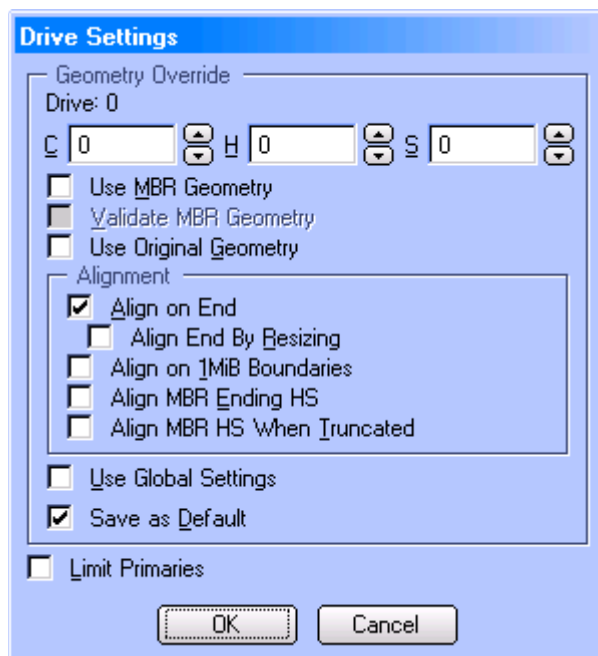 Drive Settings
Geometry Override
Drive: 0
C 0 H 0 S 0
Use MBR Geometry
Validate MBR Geometry
Use Original Geometry
Alignment
Align on End
Align End By Resizing
Align on 1MiB Boundaries
Align MBR Ending HS
Align MBR HS When Truncated
Use Global Settings
Save as Default
Limit Primaries
OK Cancel